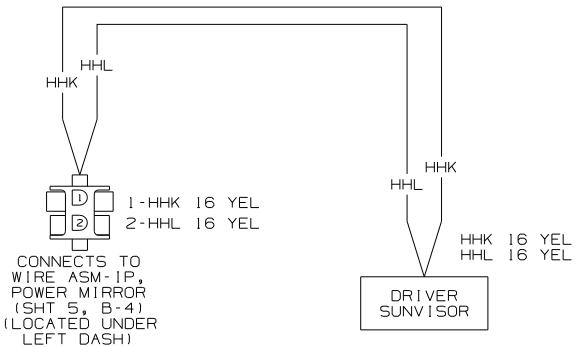 HHL
HHK
HHK
HHL
1
2
1-HHK 16 YEL
2-HHL 16 YEL
HHK 16 YEL
HHL 16 YEL
CONNECTS TO
WIRE ASM-IP,
POWER MIRROR
(SHT 5, B-4)
(LOCATED UNDER
LEFT DASH)
DRIVER
SUNVISOR